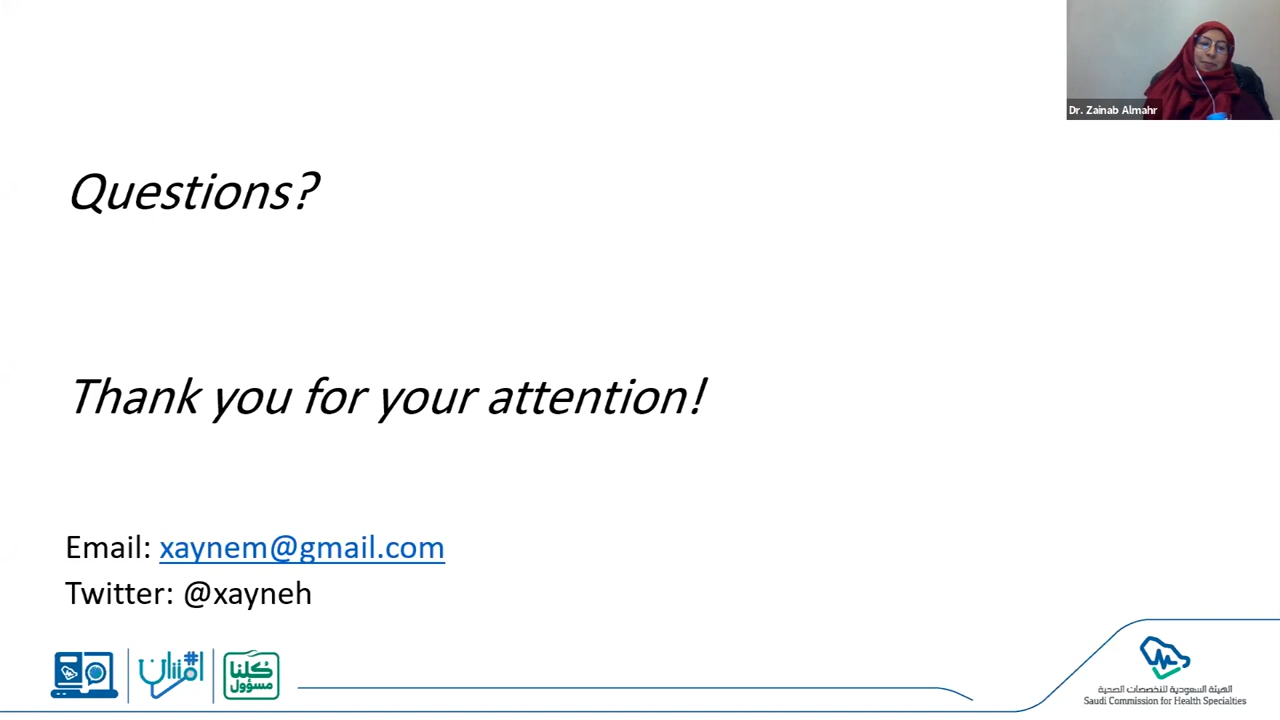 Dr. Zainab Almahr
Questions?
Thank you for your attention!
Email: xaynem@gmail.com
Twitter: @xayneh
#امتنان
كلنا
مسؤول
الهيئة السعودية للتخصصات الصحية
Saudi Commission for Health Specialties